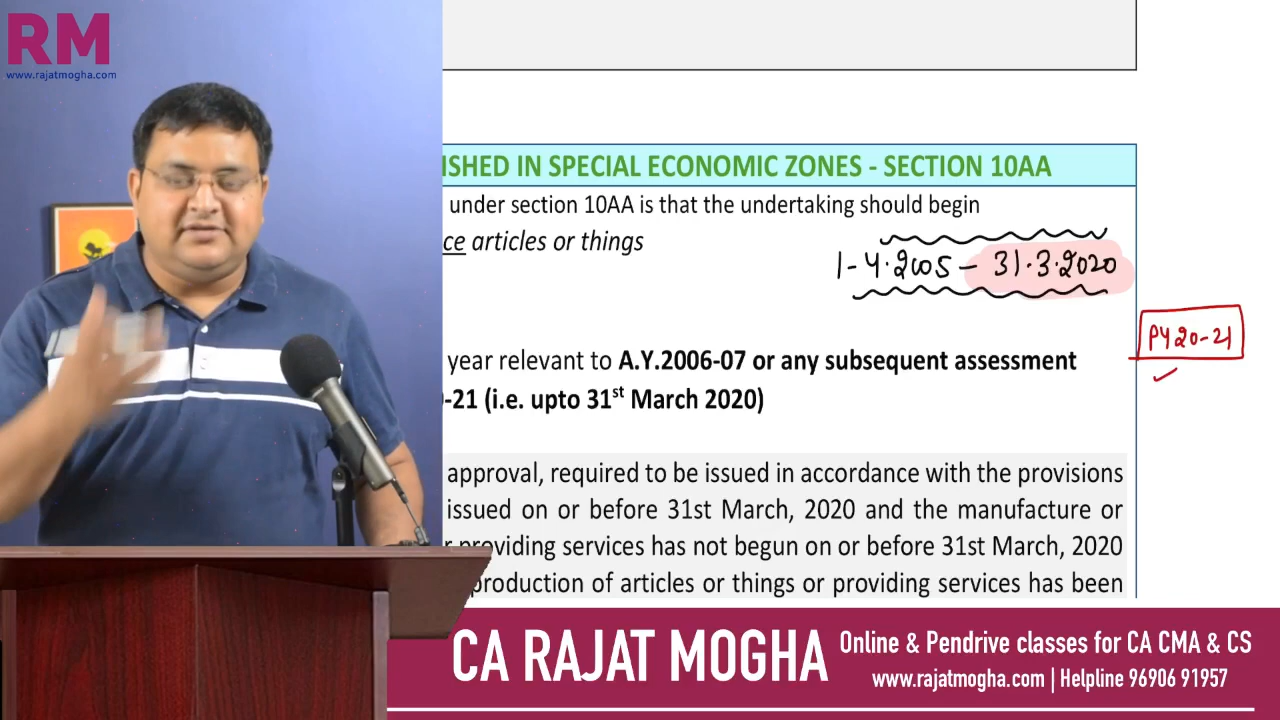 RM
www.rajatmogha.com
ISHED IN SPECIAL ECONOMIC ZONES - SECTION 10AA
under section 10AA is that the undertaking should begin
ce articles or things
1-4.2005 - 31.3.2020
PY 20-21
year relevant to A.Y.2006-07 or any subsequent assessment
-21 (i.e. upto 31st March 2020)
approval, required to be issued in accordance with the provisions
issued on or before 31st March, 2020 and the manufacture or
r providing services has not begun on or before 31st March, 2020
production of articles or things or providing services has been
CA RAJAT MOGHA
Online & Pendrive classes for CA CMA & CS
www.rajatmogha.com | Helpline 96906 91957